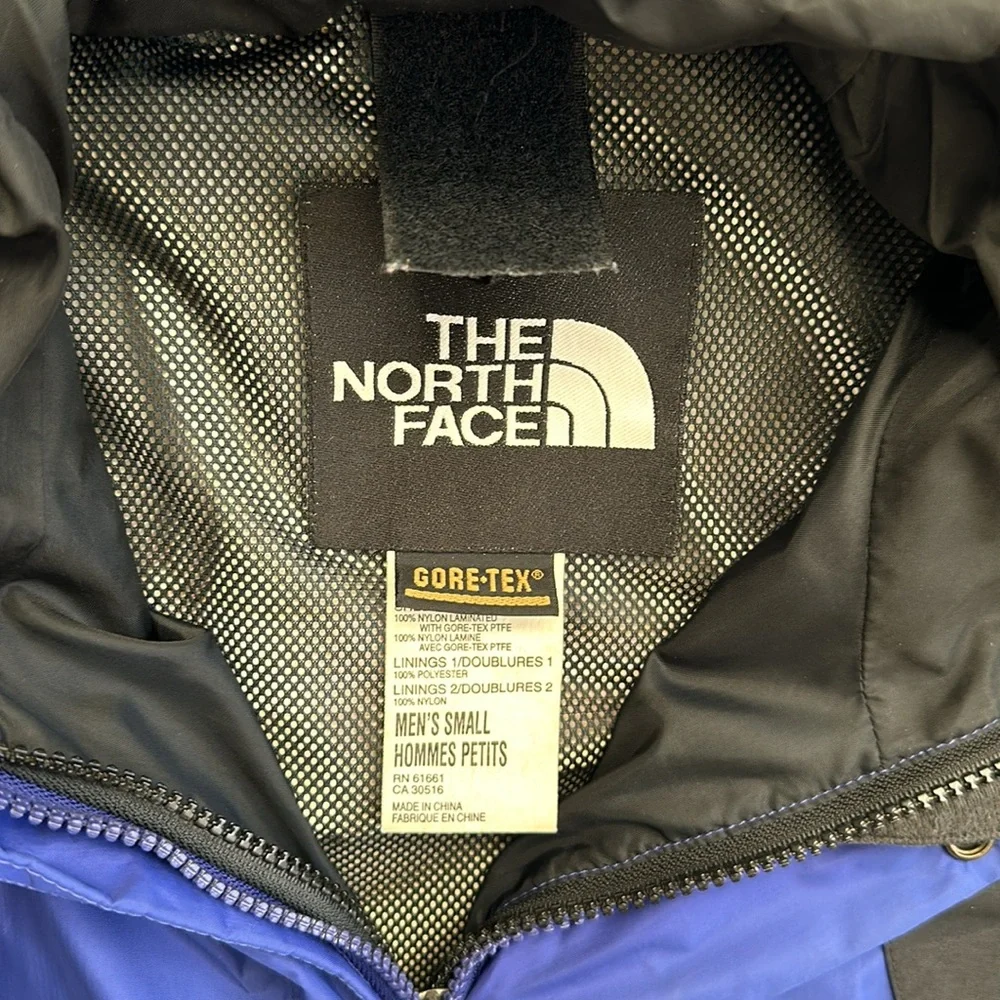 THE
NORTH
FACE
GORE-TEX®
100% NYLON LAMINATED
WITH GORE-TEX PTFE
100% NYLON LAMINE
AVEC GORE-TEX PTFE
LININGS 1/DOUBLURES 1
100% POLYESTER
LININGS 2/DOUBLURES 2
100% NYLON
MEN'S SMALL
HOMMES PETITS
RN 61661
CA 30516
MADE IN CHINA
FABRIQUE EN CHINE